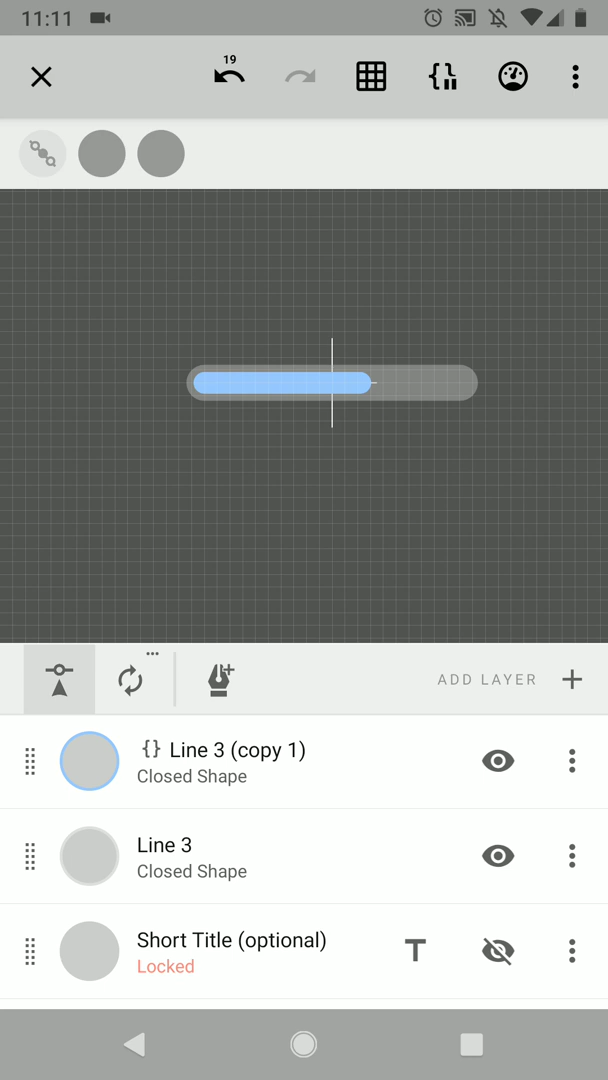 11:11
19
ADD LAYER
{} Line 3 (copy 1)
Closed Shape
Line 3
Closed Shape
Short Title (optional)
Locked